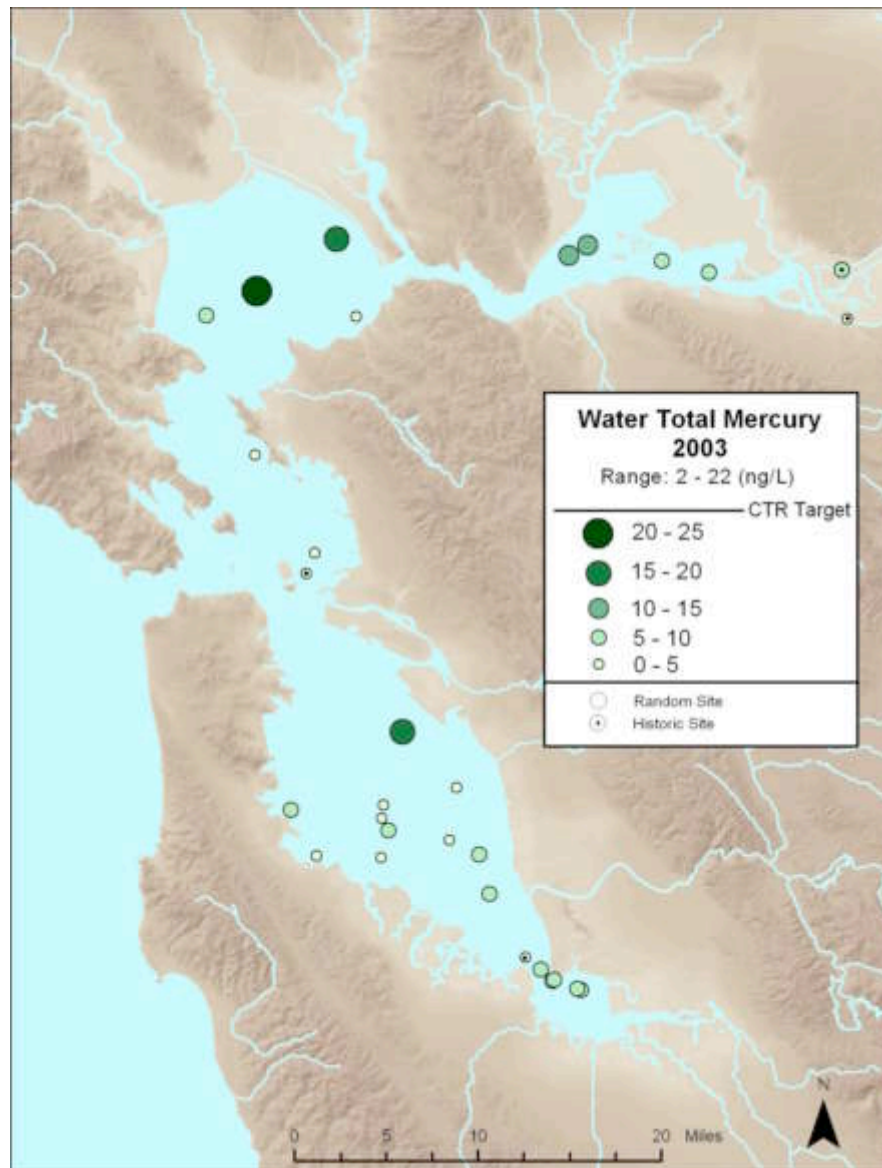 Water Total Mercury
2003
Range: 2 - 22 (ng/L)
CTR Target
20 - 25
15 - 20
10 - 15
5 - 10
0 - 5
Random Site
Historic Site
N
0 5 10 20 Miles